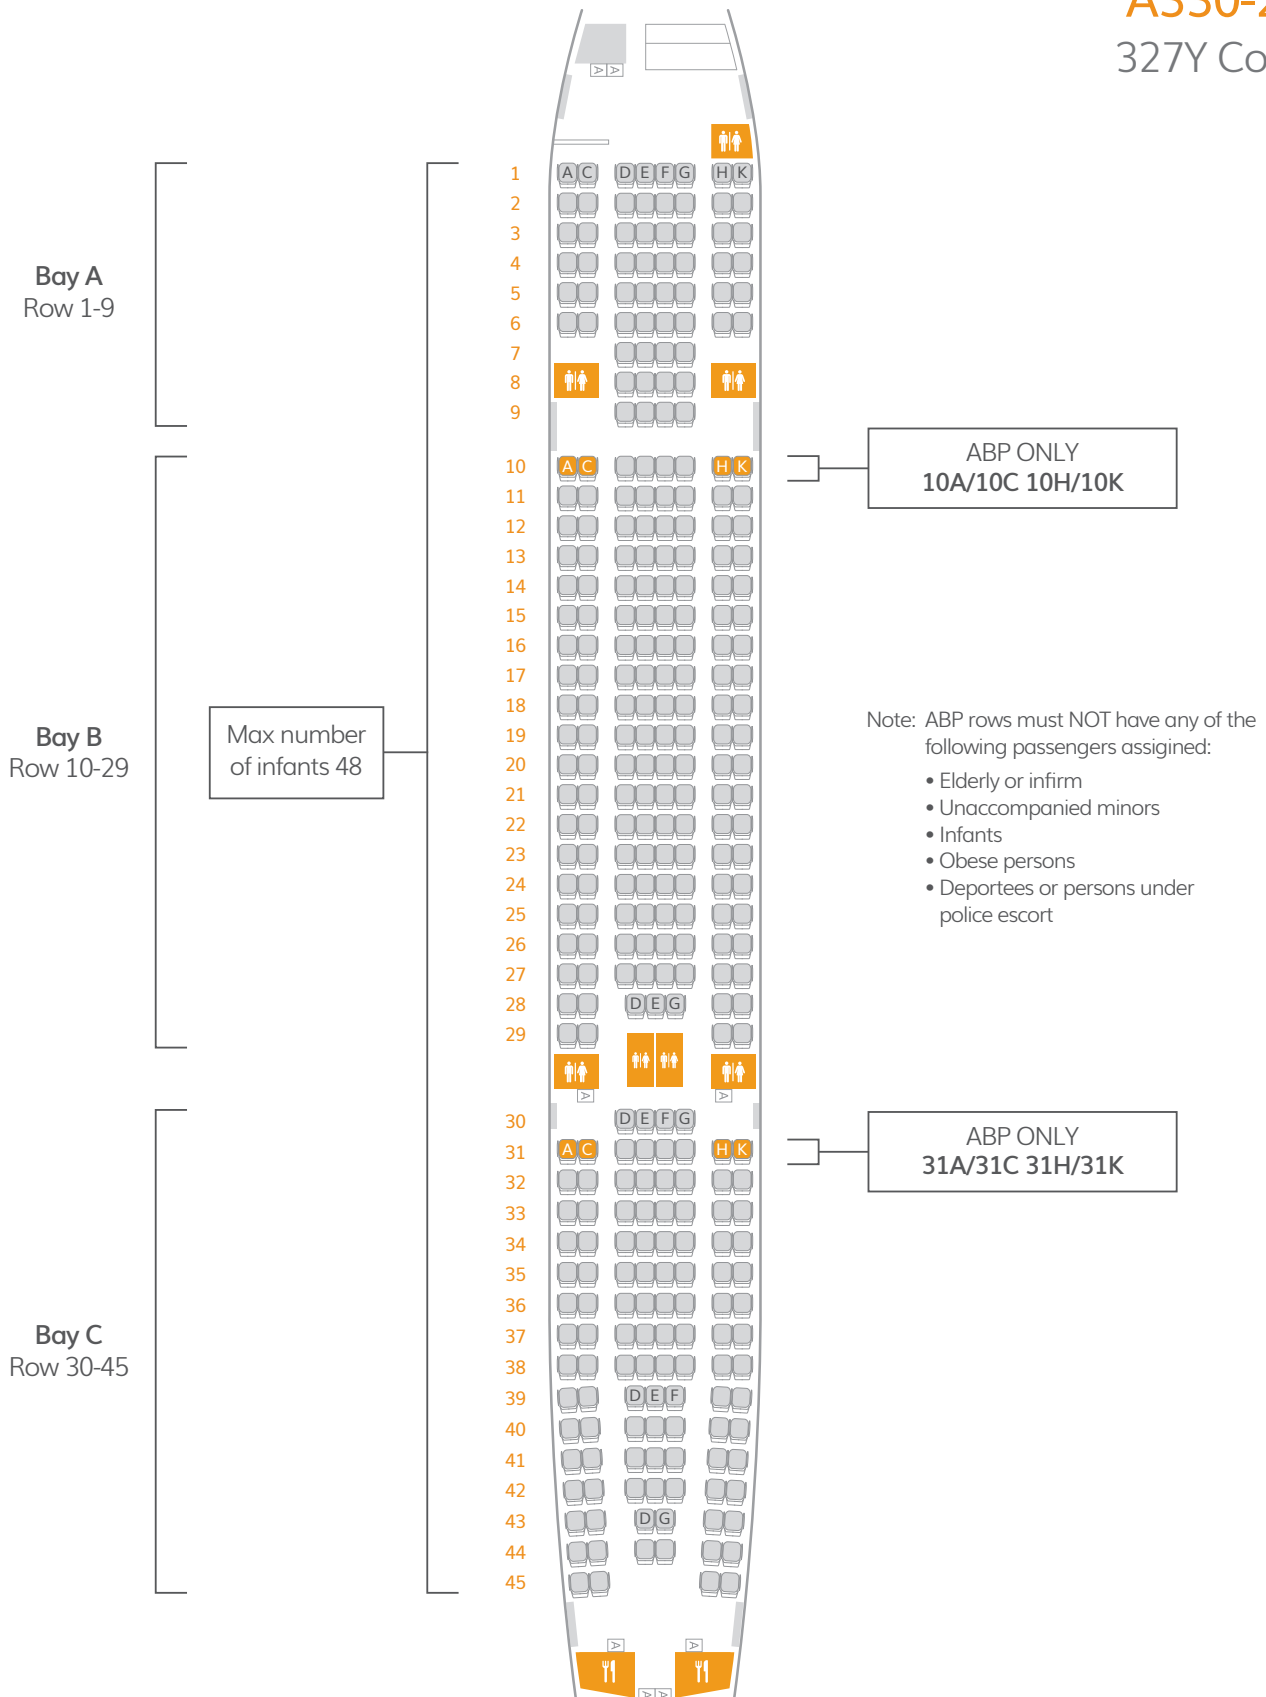 A330-2
327Y Co
A A
1 A C D E F G H K
2
3
4
5
6
7
8
9
Bay A
Row 1-9
10 A C H K
11
12
13
14
15
16
17
18
19
20
21
22
23
24
25
26
27
28 D E G
29
Bay B
Row 10-29
Max number
of infants 48
ABP ONLY
10A/10C 10H/10K
Note: ABP rows must NOT have any of the
following passengers assigined:
• Elderly or infirm
• Unaccompanied minors
• Infants
• Obese persons
• Deportees or persons under
police escort
A A
30 D E F G
31 A C H K
32
33
34
35
36
37
38
39 D E F
40
41
42
43 D G
44
45
ABP ONLY
31A/31C 31H/31K
Bay C
Row 30-45
A A
A A